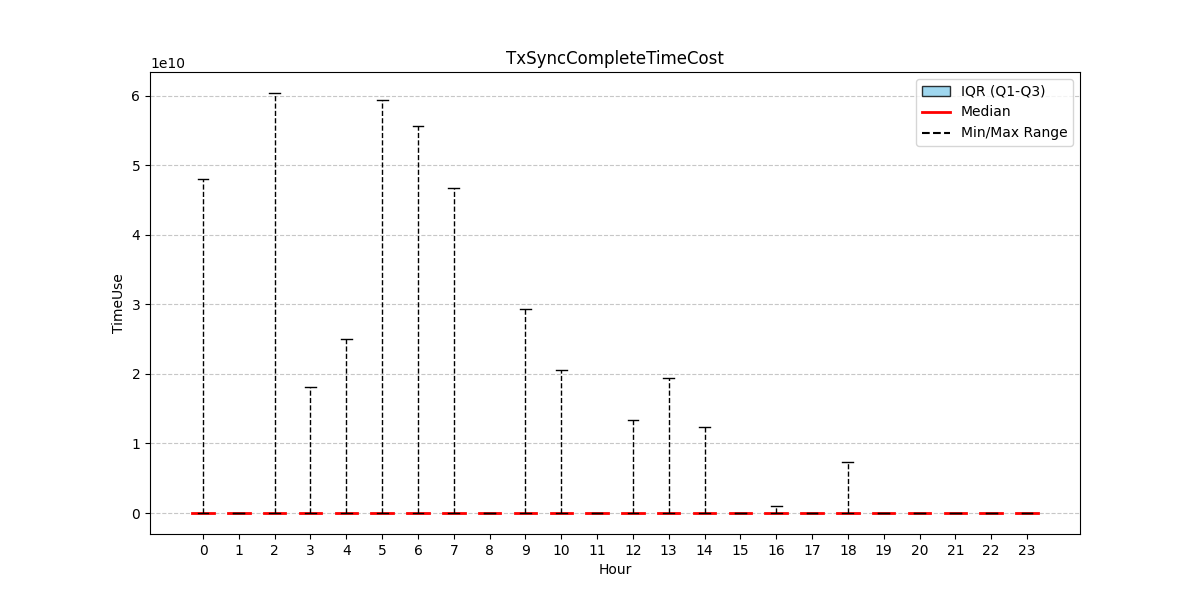 TxSyncCompleteTimeCost
1e10
IQR (Q1-Q3)
Median
Min/Max Range
6
5
4
3
2
1
0
TimeUse
0 1 2 3 4 5 6 7 8 9 10 11 12 13 14 15 16 17 18 19 20 21 22 23
Hour